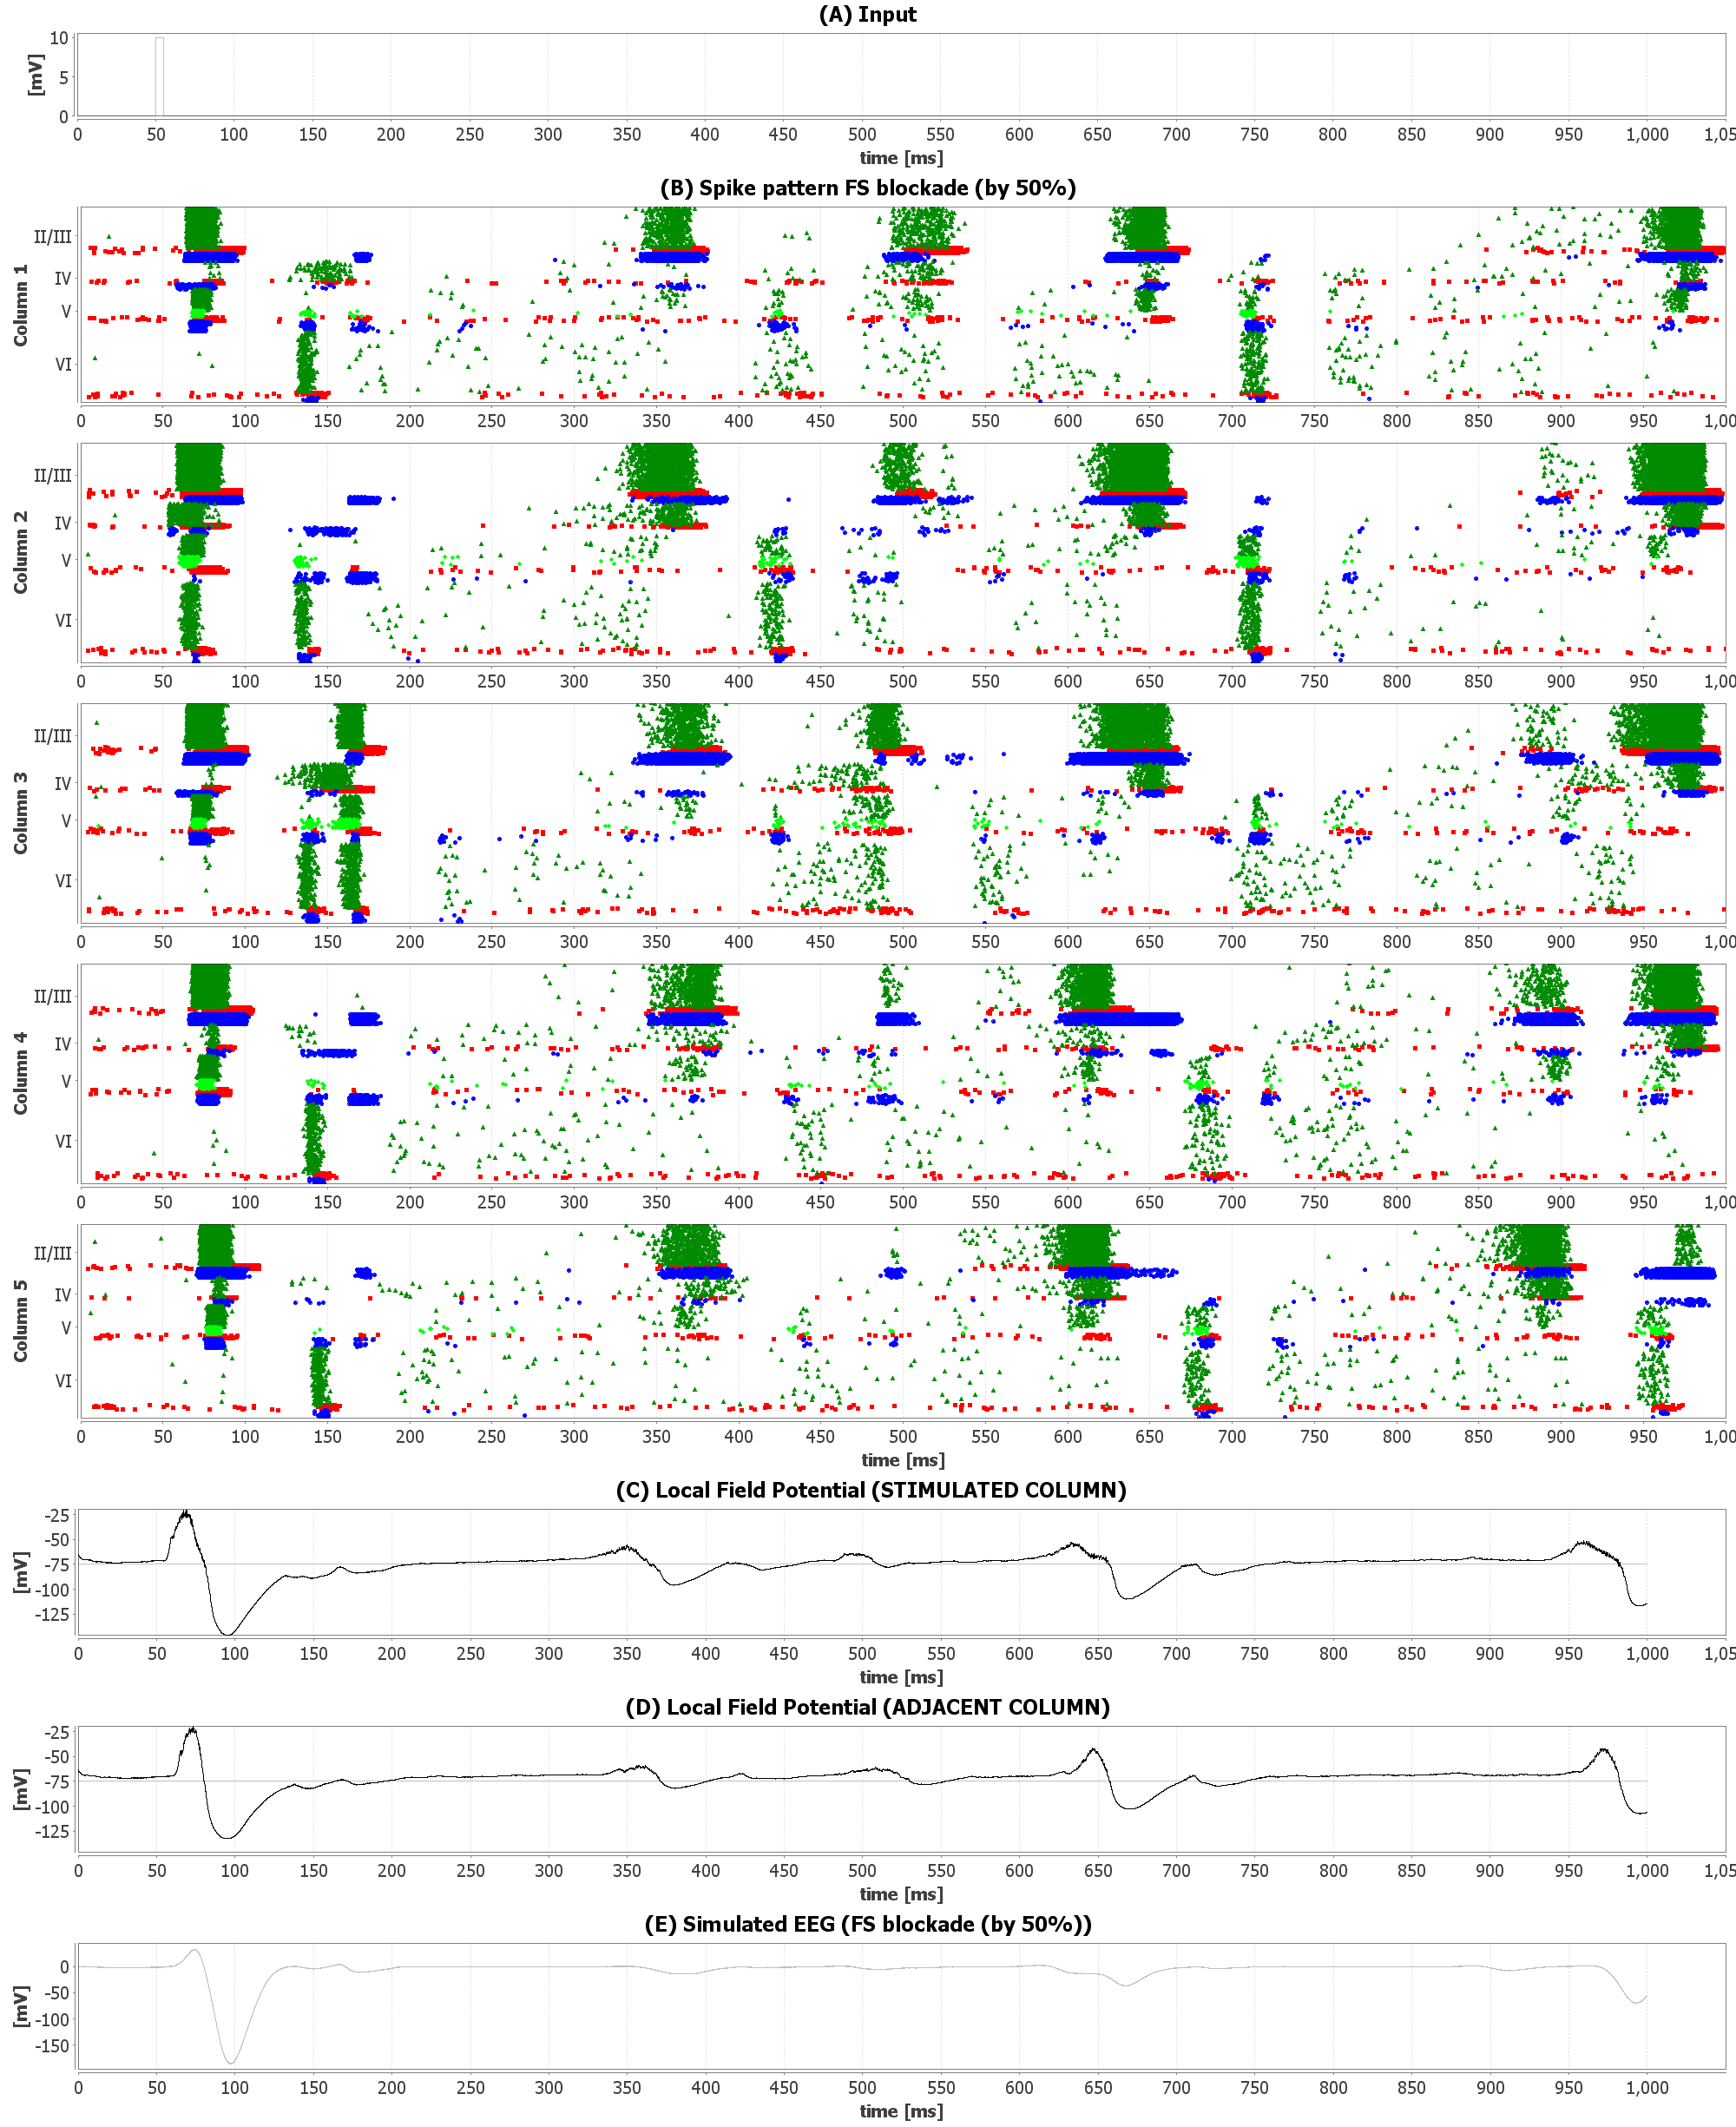 (A) Input
10
5
0
[mV]
0 50 100 150 200 250 300 350 400 450 500 550 600 650 700 750 800 850 900 950 1,000 1,05
time [ms]
(B) Spike pattern FS blockade (by 50%)
Column 1
II/III
IV
V
VI
0 50 100 150 200 250 300 350 400 450 500 550 600 650 700 750 800 850 900 950 1,00
Column 2
II/III
IV
V
VI
0 50 100 150 200 250 300 350 400 450 500 550 600 650 700 750 800 850 900 950 1,00
Column 3
II/III
IV
V
VI
0 50 100 150 200 250 300 350 400 450 500 550 600 650 700 750 800 850 900 950 1,00
Column 4
II/III
IV
V
VI
0 50 100 150 200 250 300 350 400 450 500 550 600 650 700 750 800 850 900 950 1,00
Column 5
II/III
IV
V
VI
0 50 100 150 200 250 300 350 400 450 500 550 600 650 700 750 800 850 900 950 1,00
time [ms]
(C) Local Field Potential (STIMULATED COLUMN)
-25
-50
-75
-100
-125
[mV]
0 50 100 150 200 250 300 350 400 450 500 550 600 650 700 750 800 850 900 950 1,000 1,05
time [ms]
(D) Local Field Potential (ADJACENT COLUMN)
-25
-50
-75
-100
-125
[mV]
0 50 100 150 200 250 300 350 400 450 500 550 600 650 700 750 800 850 900 950 1,000 1,05
time [ms]
(E) Simulated EEG (FS blockade (by 50%))
0
-50
-100
-150
[mV]
0 50 100 150 200 250 300 350 400 450 500 550 600 650 700 750 800 850 900 950 1,000
time [ms]